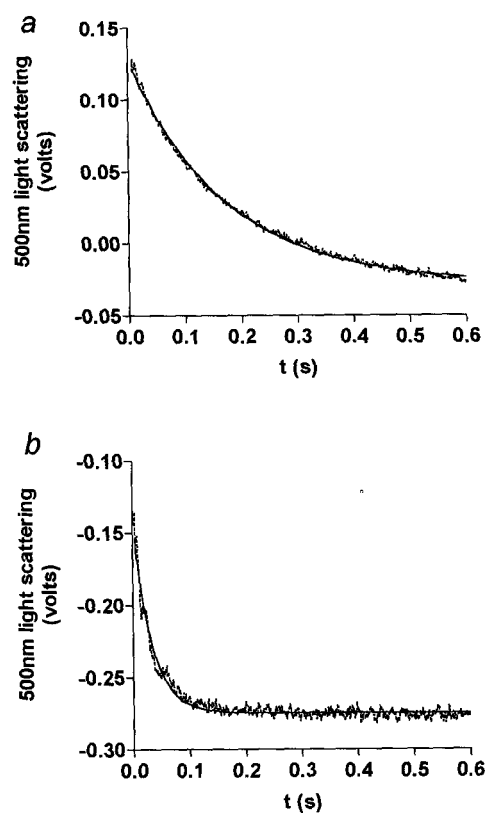 a
0.15
0.10
0.05
0.00
-0.05
500nm light scattering
(volts)
0.0 0.1 0.2 0.3 0.4 0.5 0.6
t (s)
b
-0.10
-0.15
-0.20
-0.25
-0.30
500nm light scattering
(volts)
0.0 0.1 0.2 0.3 0.4 0.5 0.6
t (s)